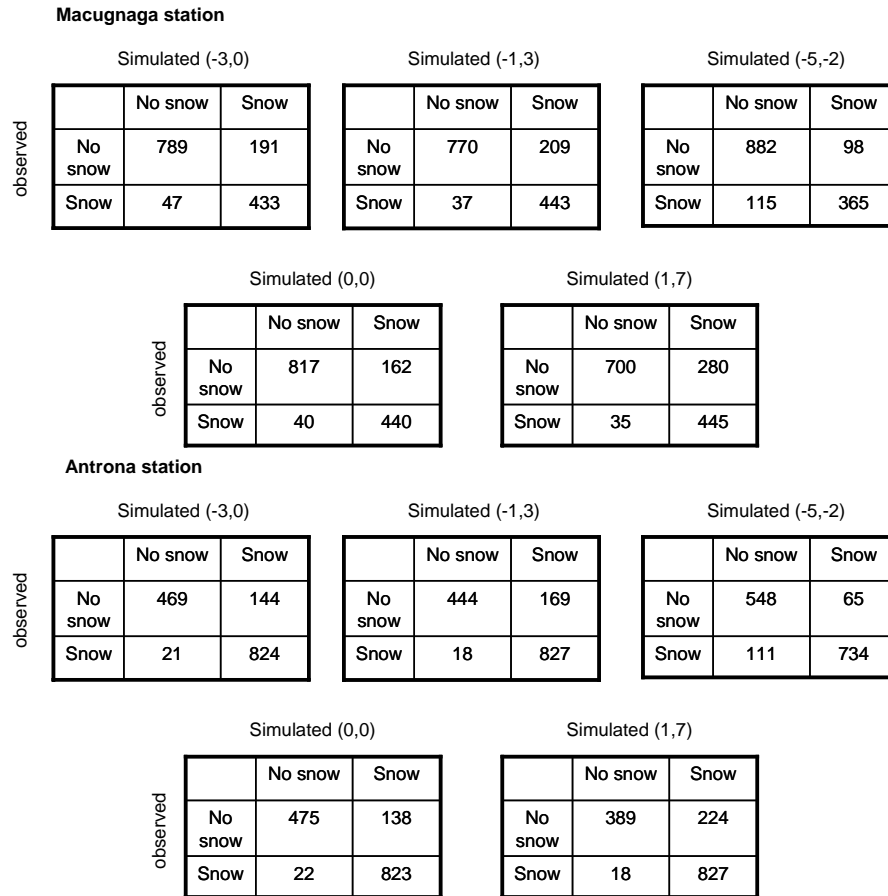 Macugnaga station
Simulated (-3,0) Simulated (-1,3) Simulated (-5,-2)
No snow Snow No snow Snow No snow Snow
observed
No snow 789 191 No snow 770 209 No snow 882 98
Snow 47 433 Snow 37 443 Snow 115 365
Simulated (0,0) Simulated (1,7)
No snow Snow No snow Snow
observed
No snow 817 162 No snow 700 280
Snow 40 440 Snow 35 445
Antrona station
Simulated (-3,0) Simulated (-1,3) Simulated (-5,-2)
No snow Snow No snow Snow No snow Snow
observed
No snow 469 144 No snow 444 169 No snow 548 65
Snow 21 824 Snow 18 827 Snow 111 734
Simulated (0,0) Simulated (1,7)
No snow Snow No snow Snow
observed
No snow 475 138 No snow 389 224
Snow 22 823 Snow 18 827